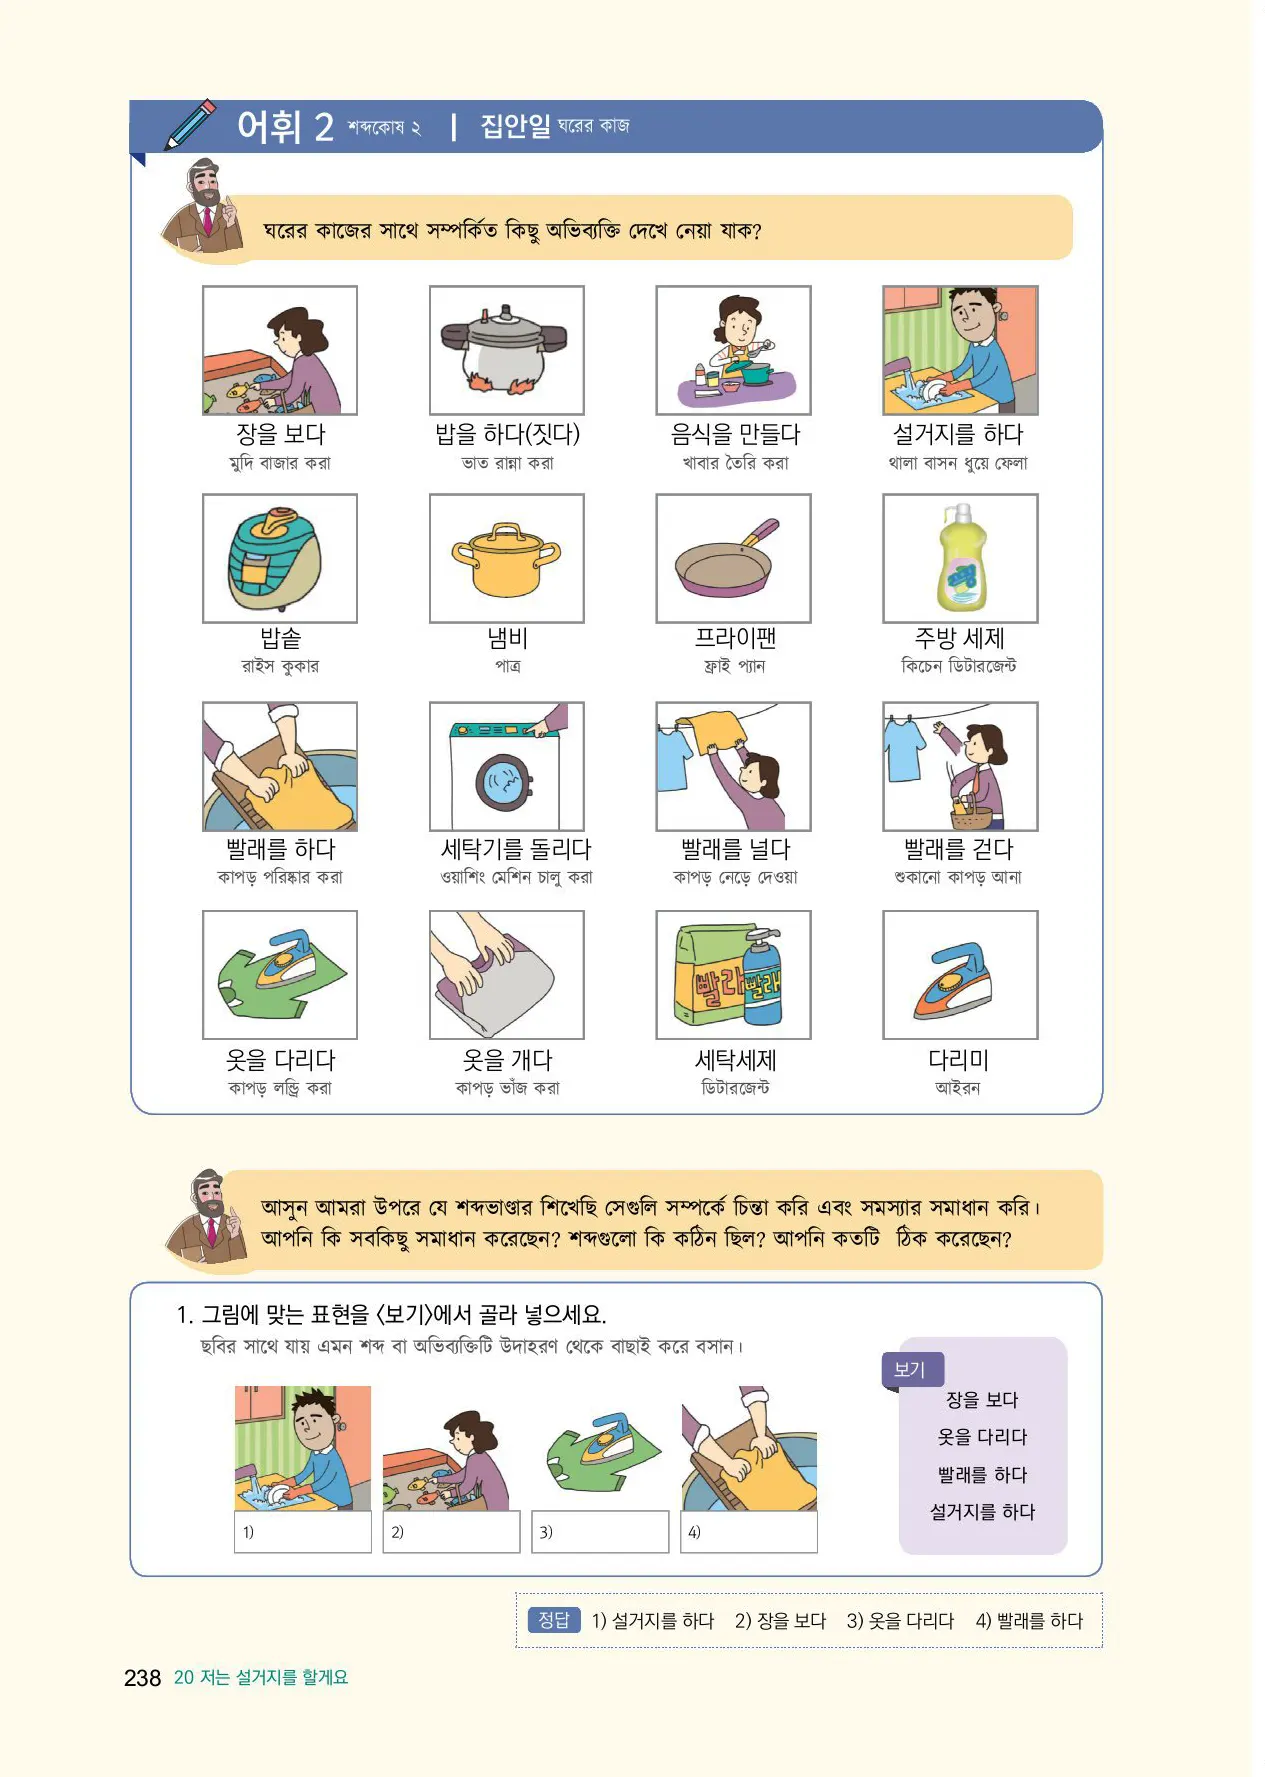 어휘 2 শব্দকোষ ২ | 집안일 ঘরের কাজ
ঘরের কাজের সাথে সম্পর্কিত কিছু অভিব্যক্তি দেখে নেয়া যাক?
장을 보다 밥을 하다(짓다) 음식을 만들다 설거지를 하다
মুদি বাজার করা ভাত রান্না করা খাবার তৈরি করা থালা বাসন ধুয়ে ফেলা
밥솥 냄비 프라이팬 주방 세제
রাইস কুকার পাত্র ফ্রাই প্যান কিচেন ডিটারজেন্ট
빨래를 하다 세탁기를 돌리다 빨래를 널다 빨래를 걷다
কাপড় পরিষ্কার করা ওয়াশিং মেশিন চালু করা কাপড় নেড়ে দেওয়া শুকানো কাপড় আনা
빨래 빨래
옷을 다리다 옷을 개다 세탁세제 다리미
কাপড় লন্ড্রি করা কাপড় ভাঁজ করা ডিটারজেন্ট আইরন
আসুন আমরা উপরে যে শব্দভাণ্ডার শিখেছি সেগুলি সম্পর্কে চিন্তা করি এবং সমস্যার সমাধান করি।
আপনি কি সবকিছু সমাধান করেছেন? শব্দগুলো কি কঠিন ছিল? আপনি কতটি ঠিক করেছেন?
1. 그림에 맞는 표현을 〈보기〉에서 골라 넣으세요.
ছবির সাথে যায় এমন শব্দ বা অভিব্যক্তিটি উদাহরণ থেকে বাছাই করে বসান।
보기
장을 보다
옷을 다리다
빨래를 하다
설거지를 하다
1) 2) 3) 4)
정답 1) 설거지를 하다 2) 장을 보다 3) 옷을 다리다 4) 빨래를 하다
238 20 저는 설거지를 할게요